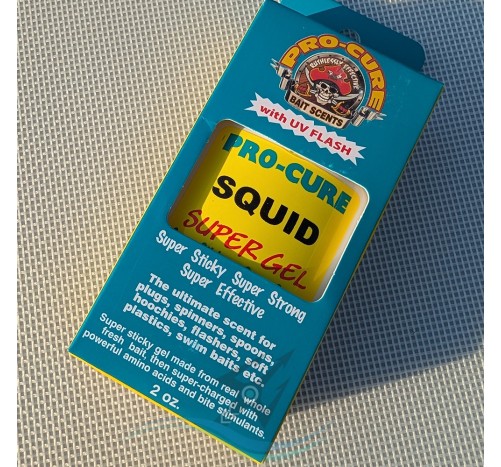 PRO-CURE
RUTHLESSLY EFFECTIVE
BAIT SCENTS
with UV FLASH
PRO-CURE
SQUID
SUPER GEL
Super Sticky Super Strong
Super Effective
The ultimate scent for
plugs, spinners, spoons,
hoochies, flashers, soft
plastics, swim baits etc.
Super sticky gel made from real whole
fresh bait, then super-charged with
powerful amino acids and bite stimulants.
2 oz.